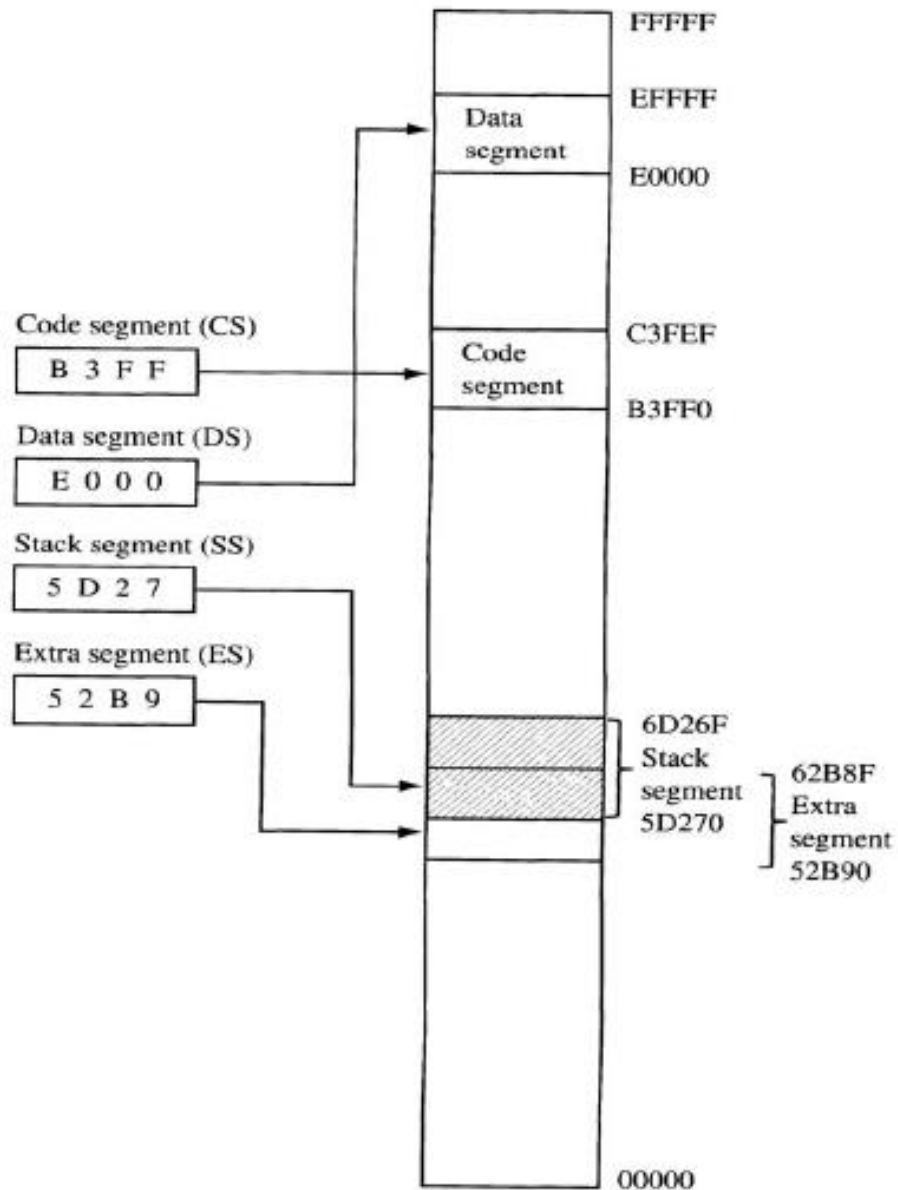 FFFFF
EFFFF
Data
segment
E0000
Code segment (CS)
B 3 F F
C3FEF
Code
segment
B3FF0
Data segment (DS)
E 0 0 0
Stack segment (SS)
5 D 2 7
Extra segment (ES)
5 2 B 9
6D26F
Stack
segment
5D270
62B8F
Extra
segment
52B90
00000